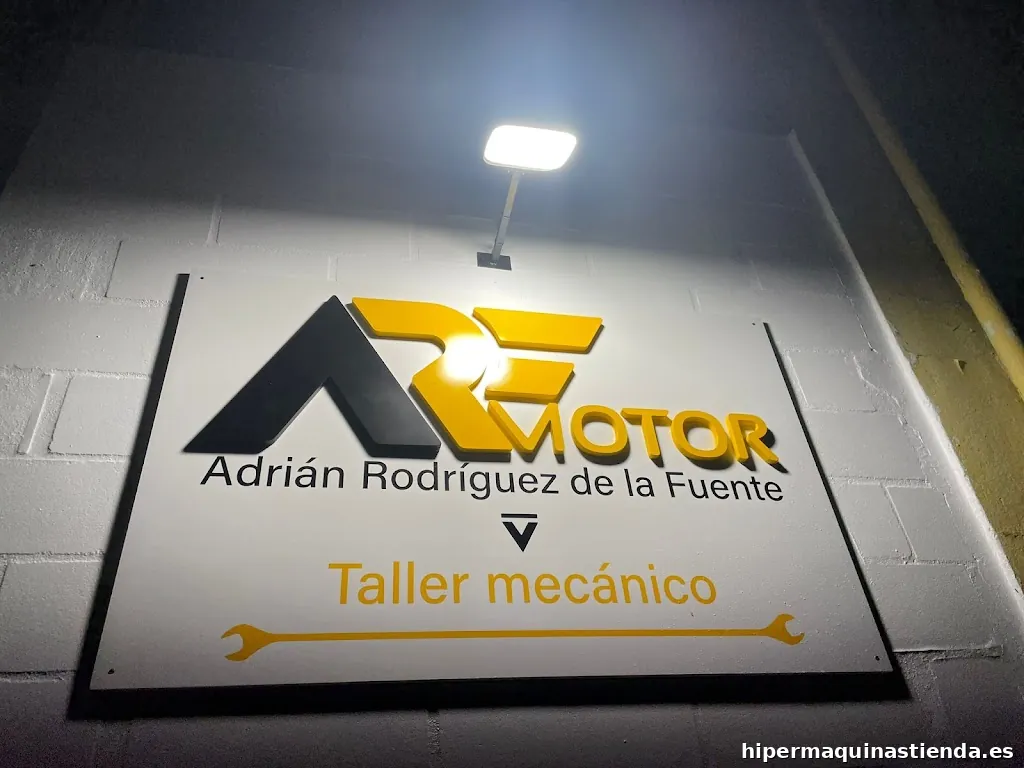 ARE MOTOR
Adrián Rodríguez de la Fuente
Taller mecánico
hipermaquinastienda.es